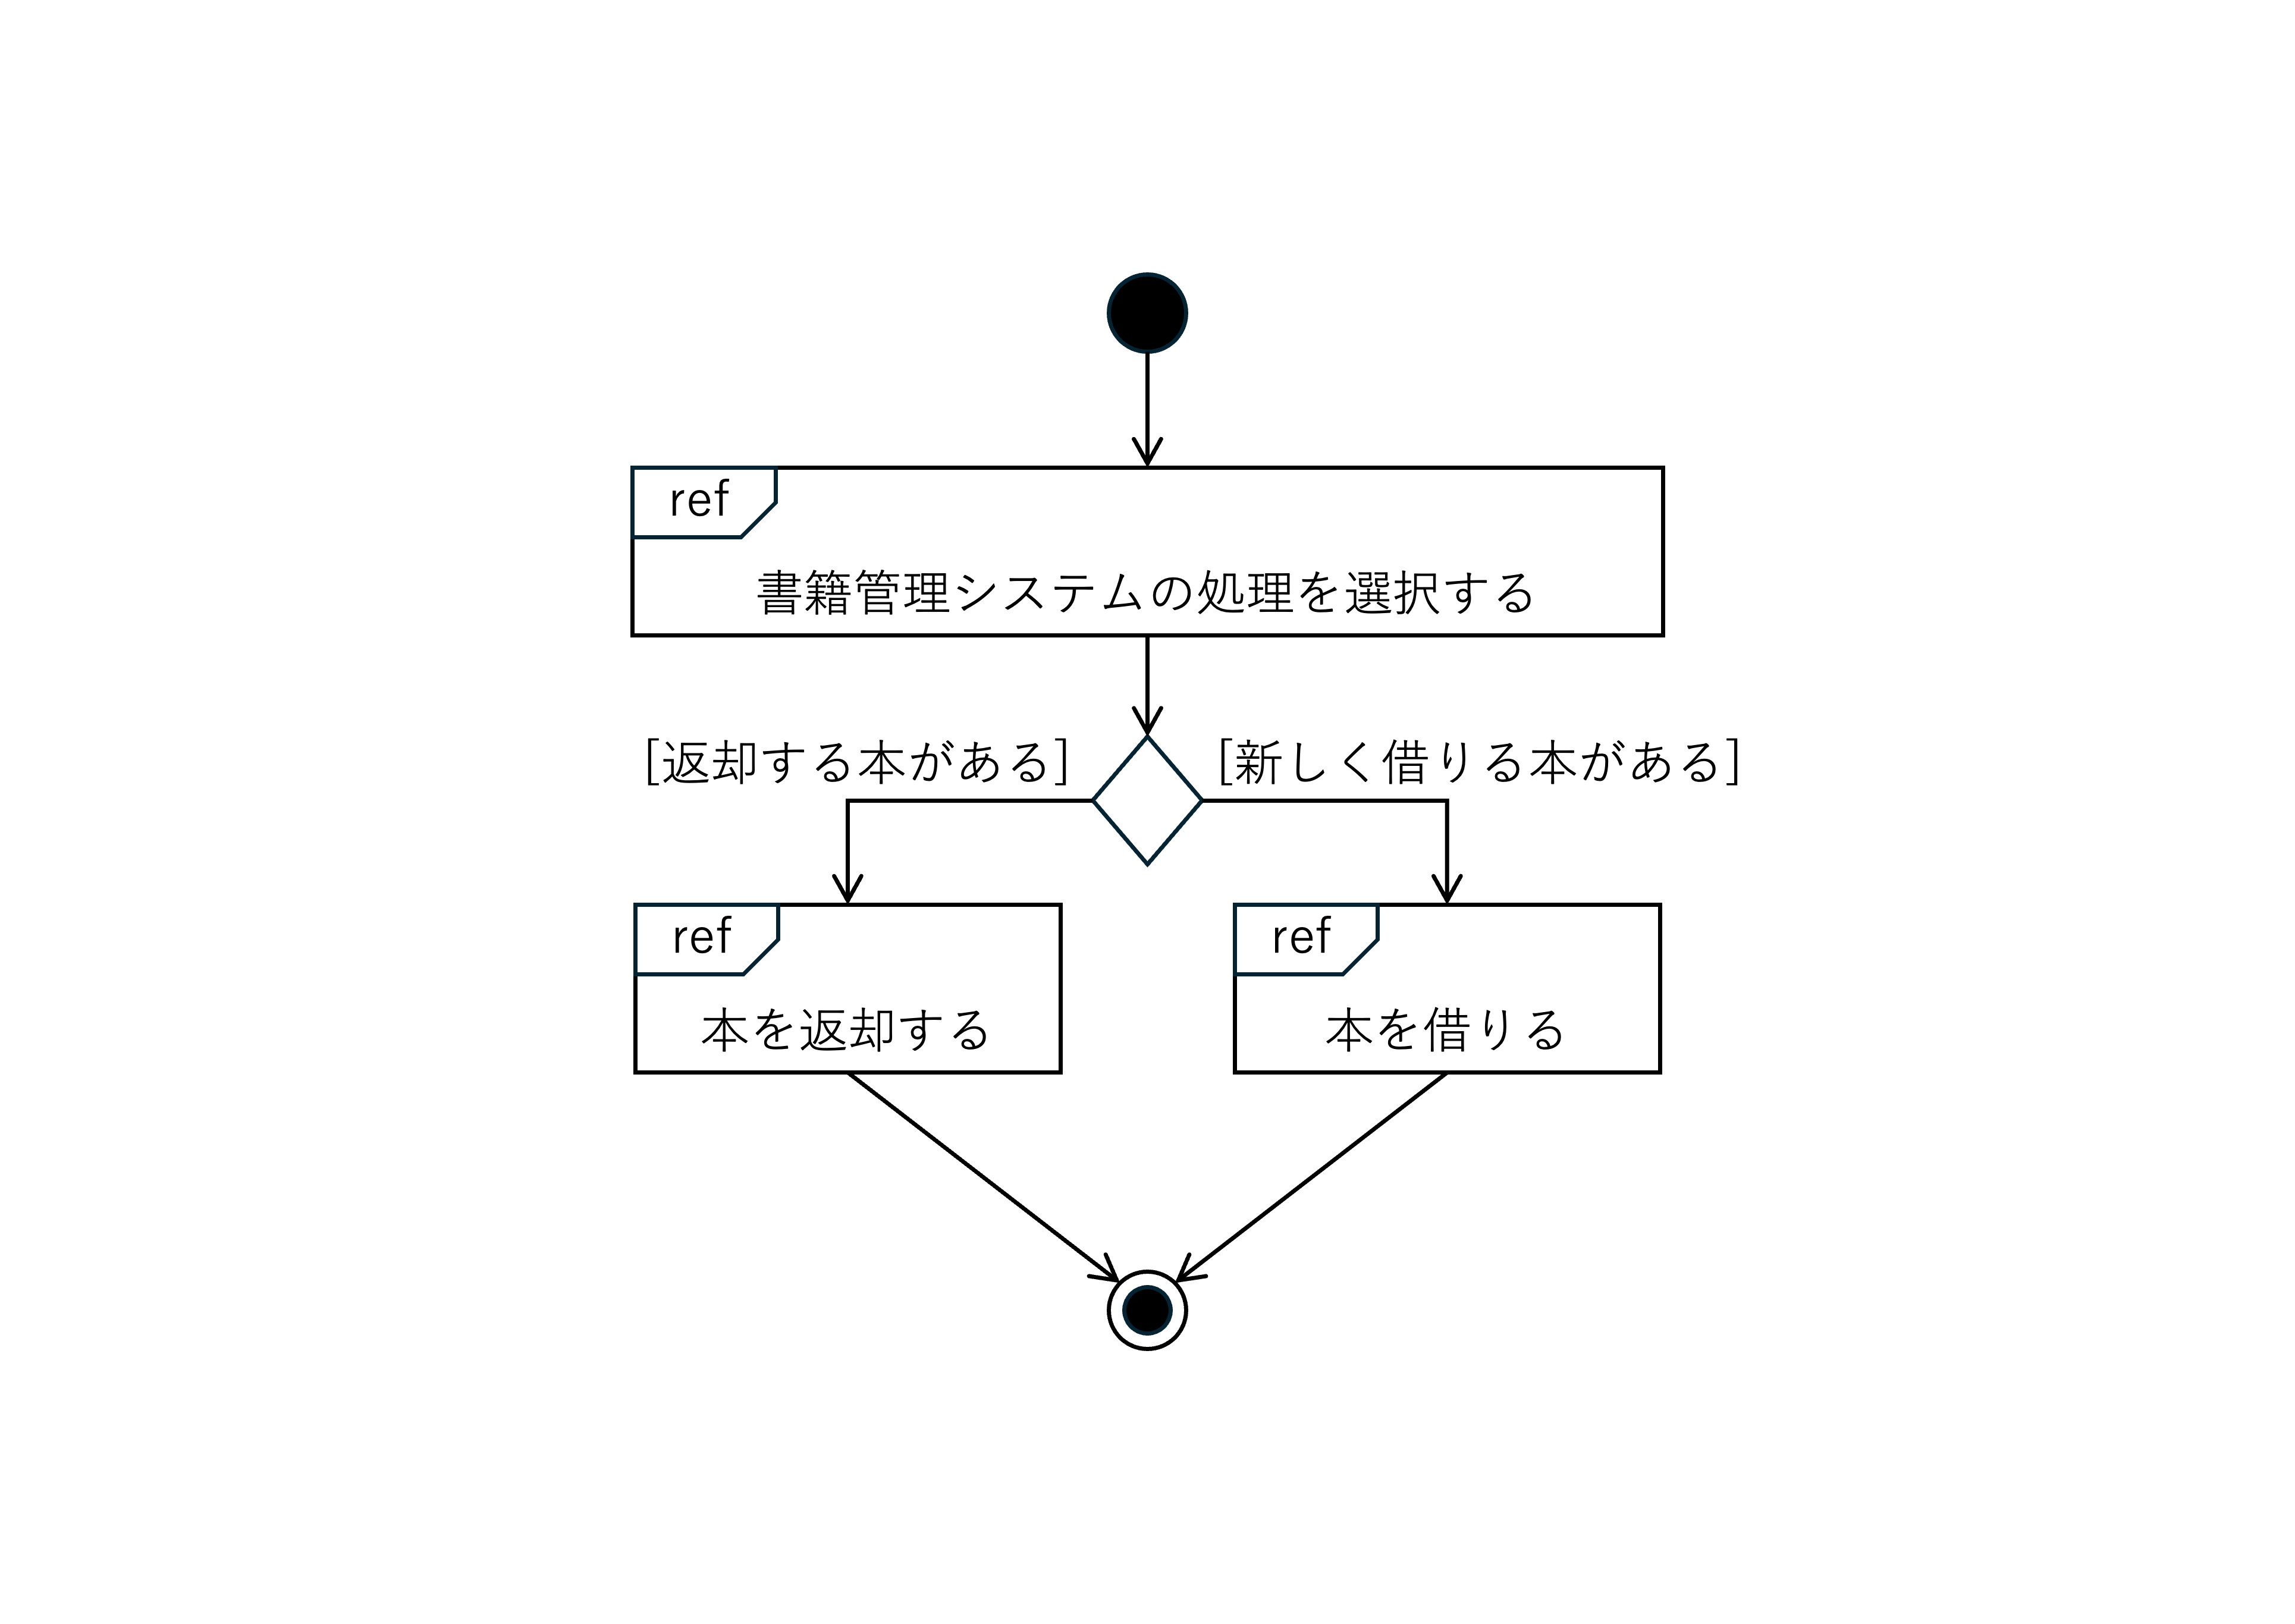 ref
書籍管理システムの処理を選択する
[返却する本がある]
[新しく借りる本がある]
ref
本を返却する
ref
本を借りる